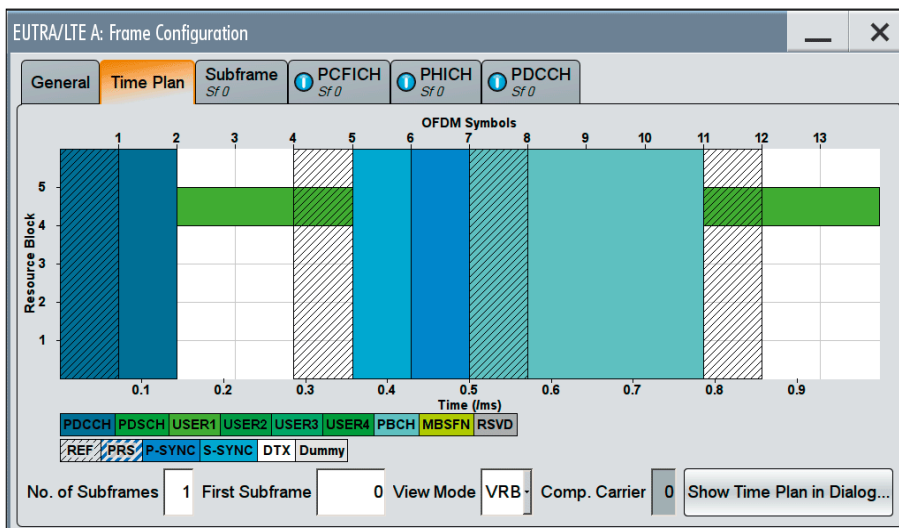 EUTRA/LTE A: Frame Configuration
General Time Plan Subframe Sf 0 PCFICH Sf 0 PHICH Sf 0 PDCCH Sf 0
OFDM Symbols
1 2 3 4 5 6 7 8 9 10 11 12 13
Resource Block
5
4
3
2
1
0.1 0.2 0.3 0.4 0.5 0.6 0.7 0.8 0.9
Time (/ms)
PDCCH PDSCH USER1 USER2 USER3 USER4 PBCH MBSFN RSVD
REF PRS P-SYNC S-SYNC DTX Dummy
No. of Subframes 1 First Subframe 0 View Mode VRB Comp. Carrier 0 Show Time Plan in Dialog...